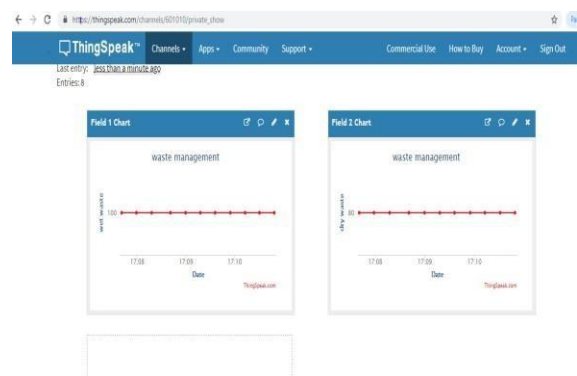 https://thingspeak.com/channels/601010/private_show
ThingSpeak™ Channels Apps Community Support Commercial Use How to Buy Account Sign Out
Last entry: less than a minute ago
Entries: 8
Field 1 Chart
waste management
wet waste
100
17:08 17:09 17:10
Date
ThingSpeak.com
Field 2 Chart
waste management
dry waste
80
17:08 17:09 17:10
Date
ThingSpeak.com